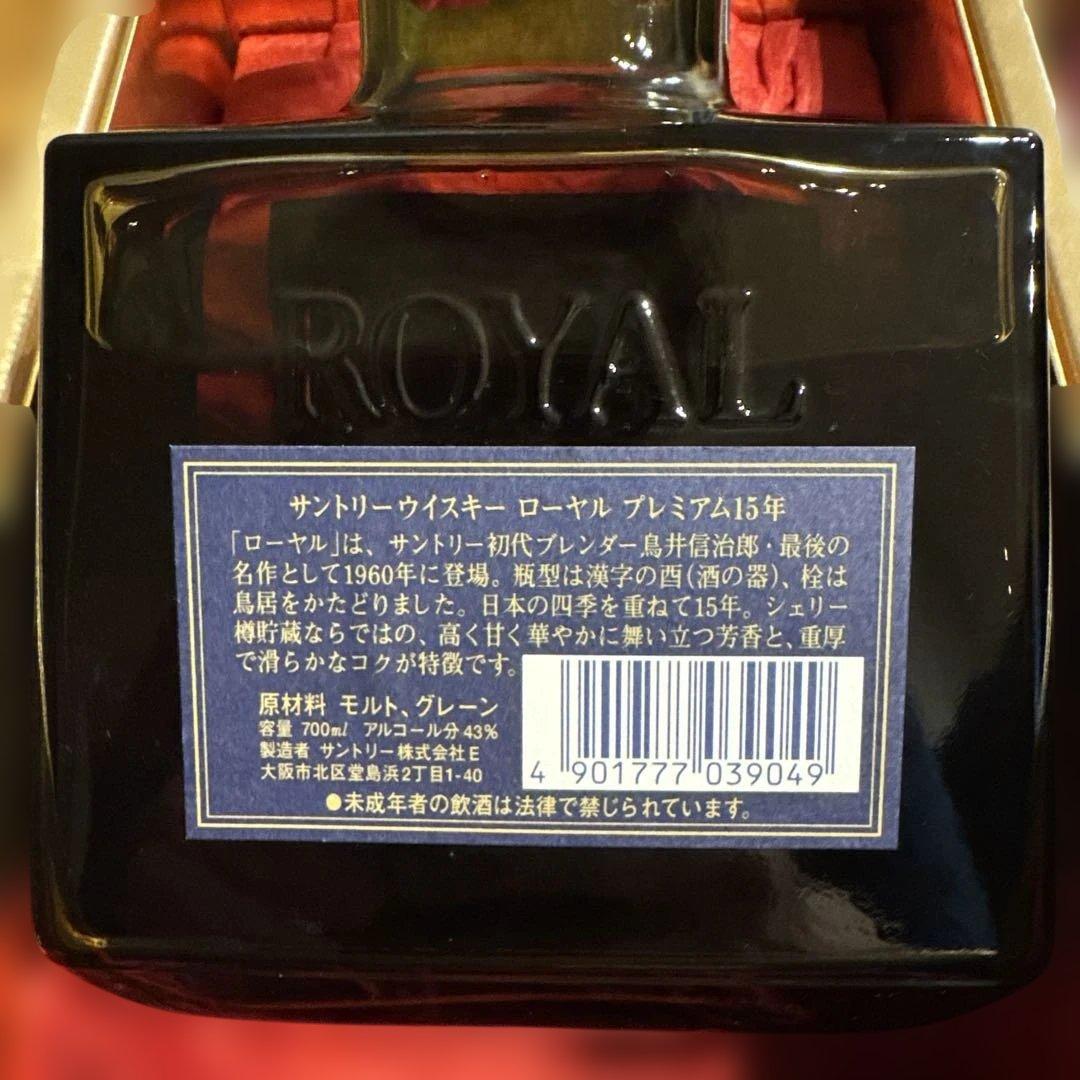 ROYAL
サントリーウイスキー ローヤル プレミアム15年
「ローヤル」は、サントリー初代ブレンダー鳥井信治郎・最後の
名作として1960年に登場。瓶型は漢字の酉(酒の器)、栓は
鳥居をかたどりました。日本の四季を重ねて15年。シェリー
樽貯蔵ならではの、高く甘く華やかに舞い立つ芳香と、重厚
で滑らかなコクが特徴です。
原材料 モルト、グレーン
容量 700ml アルコール分43%
製造者 サントリー株式会社E
大阪市北区堂島浜2丁目1-40
4 901777 039049
●未成年者の飲酒は法律で禁じられています。